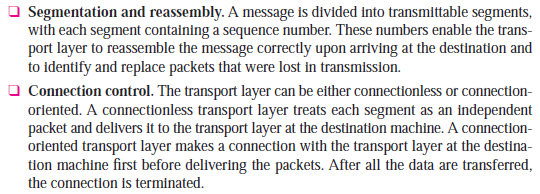 ❑ Segmentation and reassembly. A message is divided into transmittable segments,
with each segment containing a sequence number. These numbers enable the trans-
port layer to reassemble the message correctly upon arriving at the destination and
to identify and replace packets that were lost in transmission.
❑ Connection control. The transport layer can be either connectionless or connection-
oriented. A connectionless transport layer treats each segment as an independent
packet and delivers it to the transport layer at the destination machine. A connection-
oriented transport layer makes a connection with the transport layer at the destina-
tion machine first before delivering the packets. After all the data are transferred,
the connection is terminated.